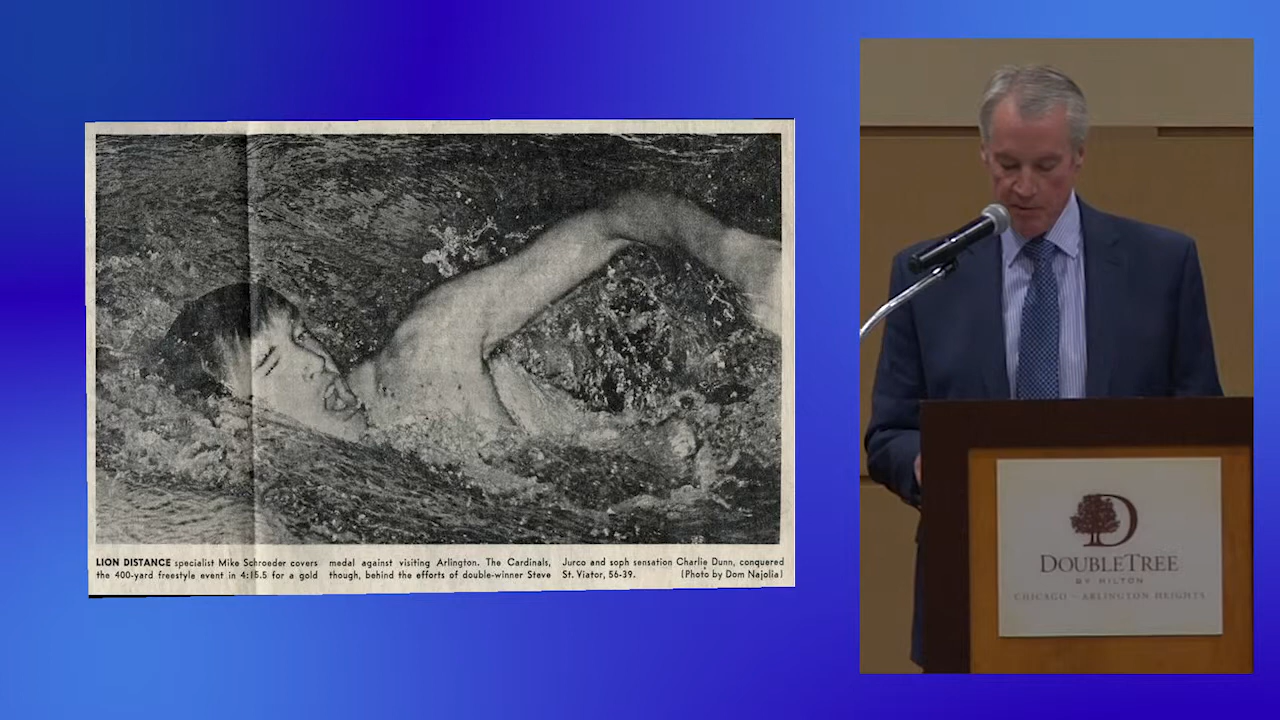 LION DISTANCE specialist Mike Schroeder covers
the 400-yard freestyle event in 4:15.5 for a gold
medal against visiting Arlington. The Cardinals,
though, behind the efforts of double-winner Steve
Jurco and soph sensation Charlie Dunn, conquered
St. Viator, 56-39.
(Photo by Dom Najolia)
D
DOUBLETREE
BY HILTON
CHICAGO - ARLINGTON HEIGHTS